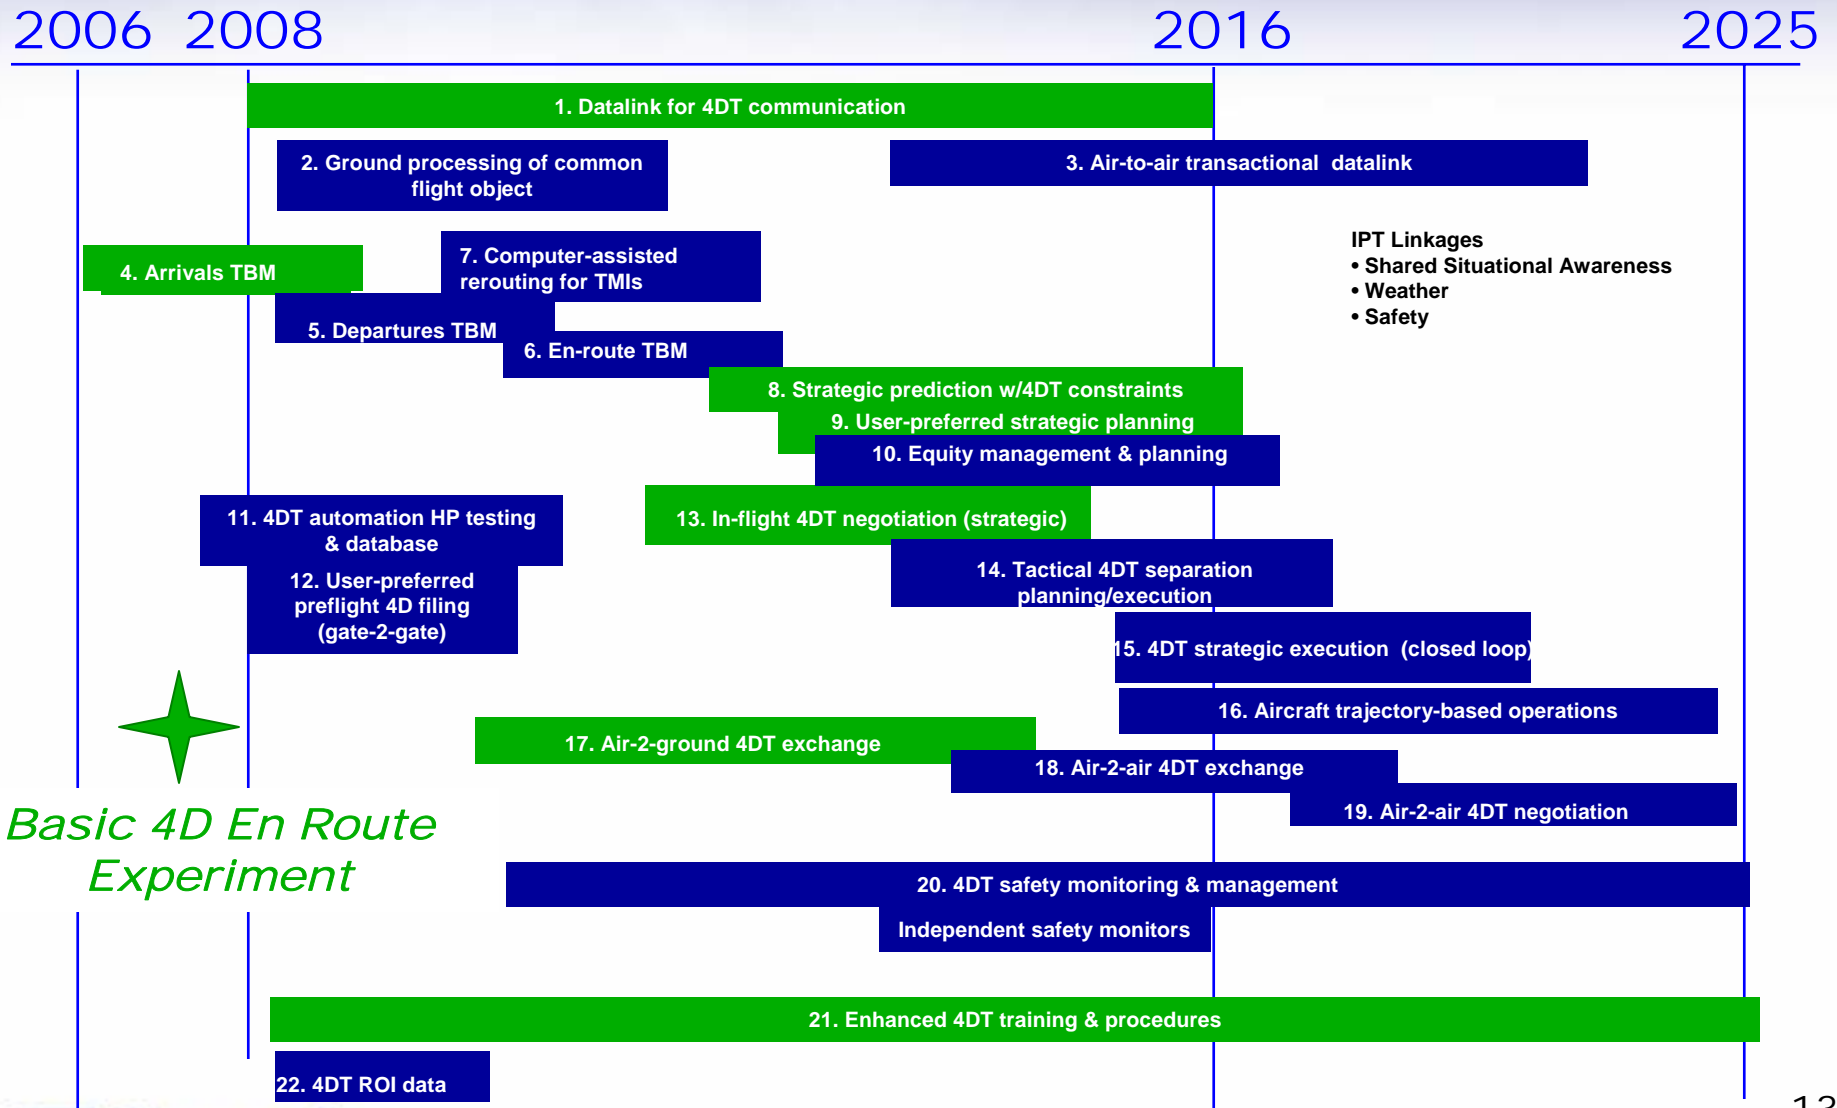 2006 2008 2016 2025
1. Datalink for 4DT communication
2. Ground processing of common
flight object
3. Air-to-air transactional datalink
IPT Linkages
• Shared Situational Awareness
• Weather
• Safety
4. Arrivals TBM
7. Computer-assisted
rerouting for TMIs
5. Departures TBM
6. En-route TBM
8. Strategic prediction w/4DT constraints
9. User-preferred strategic planning
10. Equity management & planning
11. 4DT automation HP testing
& database
13. In-flight 4DT negotiation (strategic)
12. User-preferred
preflight 4D filing
(gate-2-gate)
14. Tactical 4DT separation
planning/execution
15. 4DT strategic execution (closed loop)
16. Aircraft trajectory-based operations
17. Air-2-ground 4DT exchange
18. Air-2-air 4DT exchange
19. Air-2-air 4DT negotiation
Basic 4D En Route
Experiment
20. 4DT safety monitoring & management
Independent safety monitors
21. Enhanced 4DT training & procedures
22. 4DT ROI data